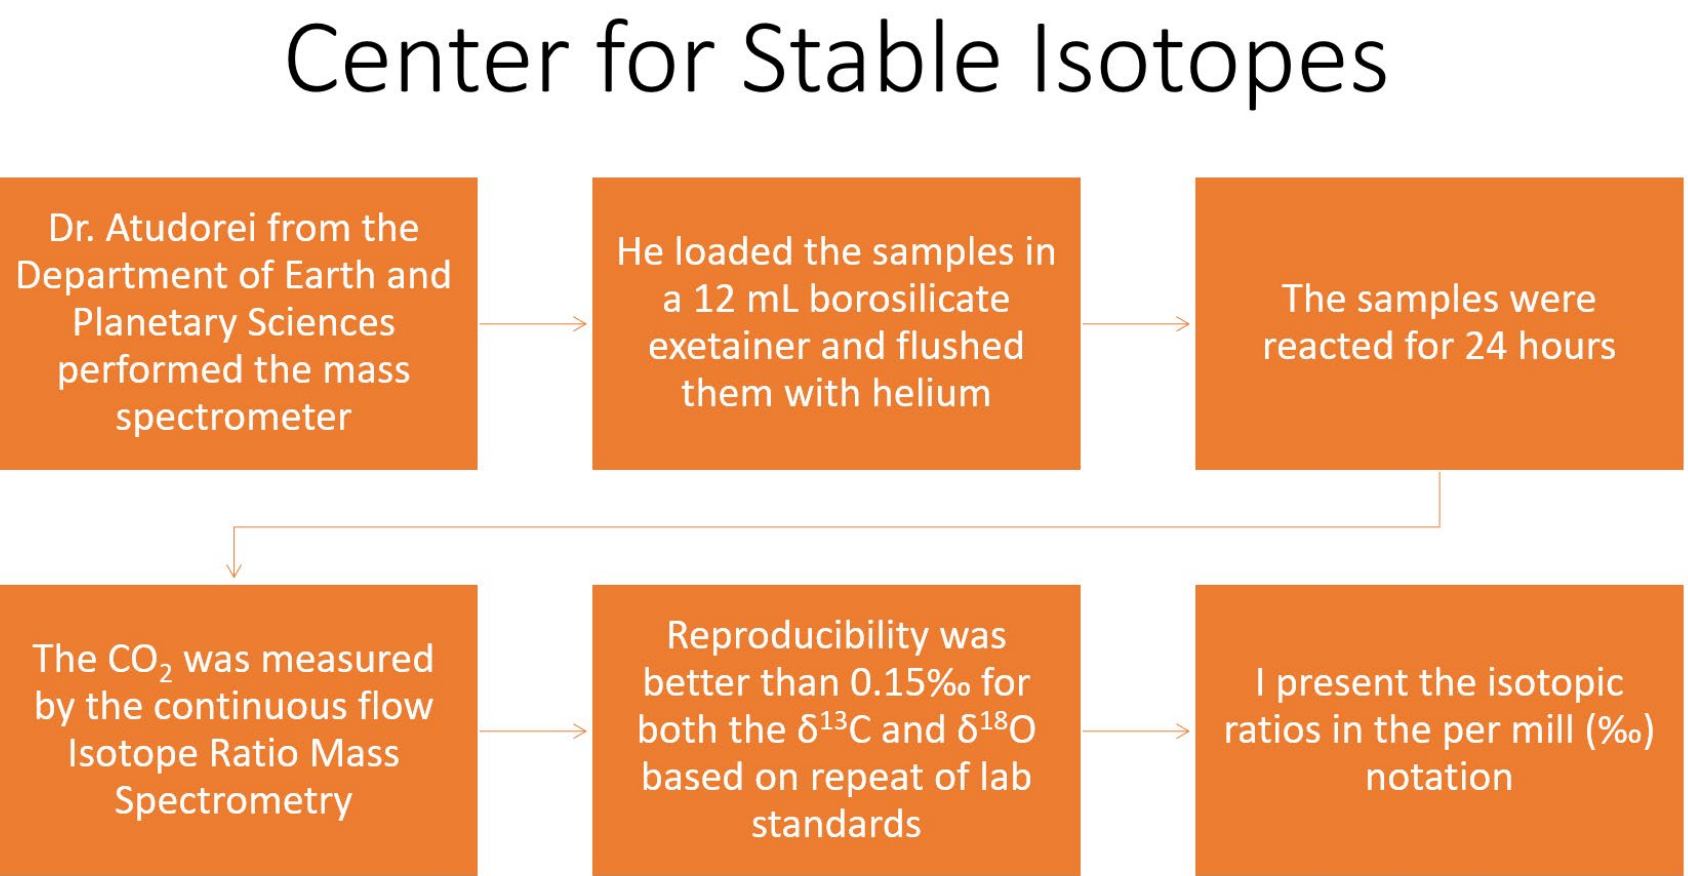 Center for Stable Isotopes
Dr. Atudorei from the
Department of Earth and
Planetary Sciences
performed the mass
spectrometer
He loaded the samples in
a 12 mL borosilicate
exetainer and flushed
them with helium
The samples were
reacted for 24 hours
The CO₂ was measured
by the continuous flow
Isotope Ratio Mass
Spectrometry
Reproducibility was
better than 0.15‰ for
both the δ¹³C and δ¹⁸O
based on repeat of lab
standards
I present the isotopic
ratios in the per mill (‰)
notation